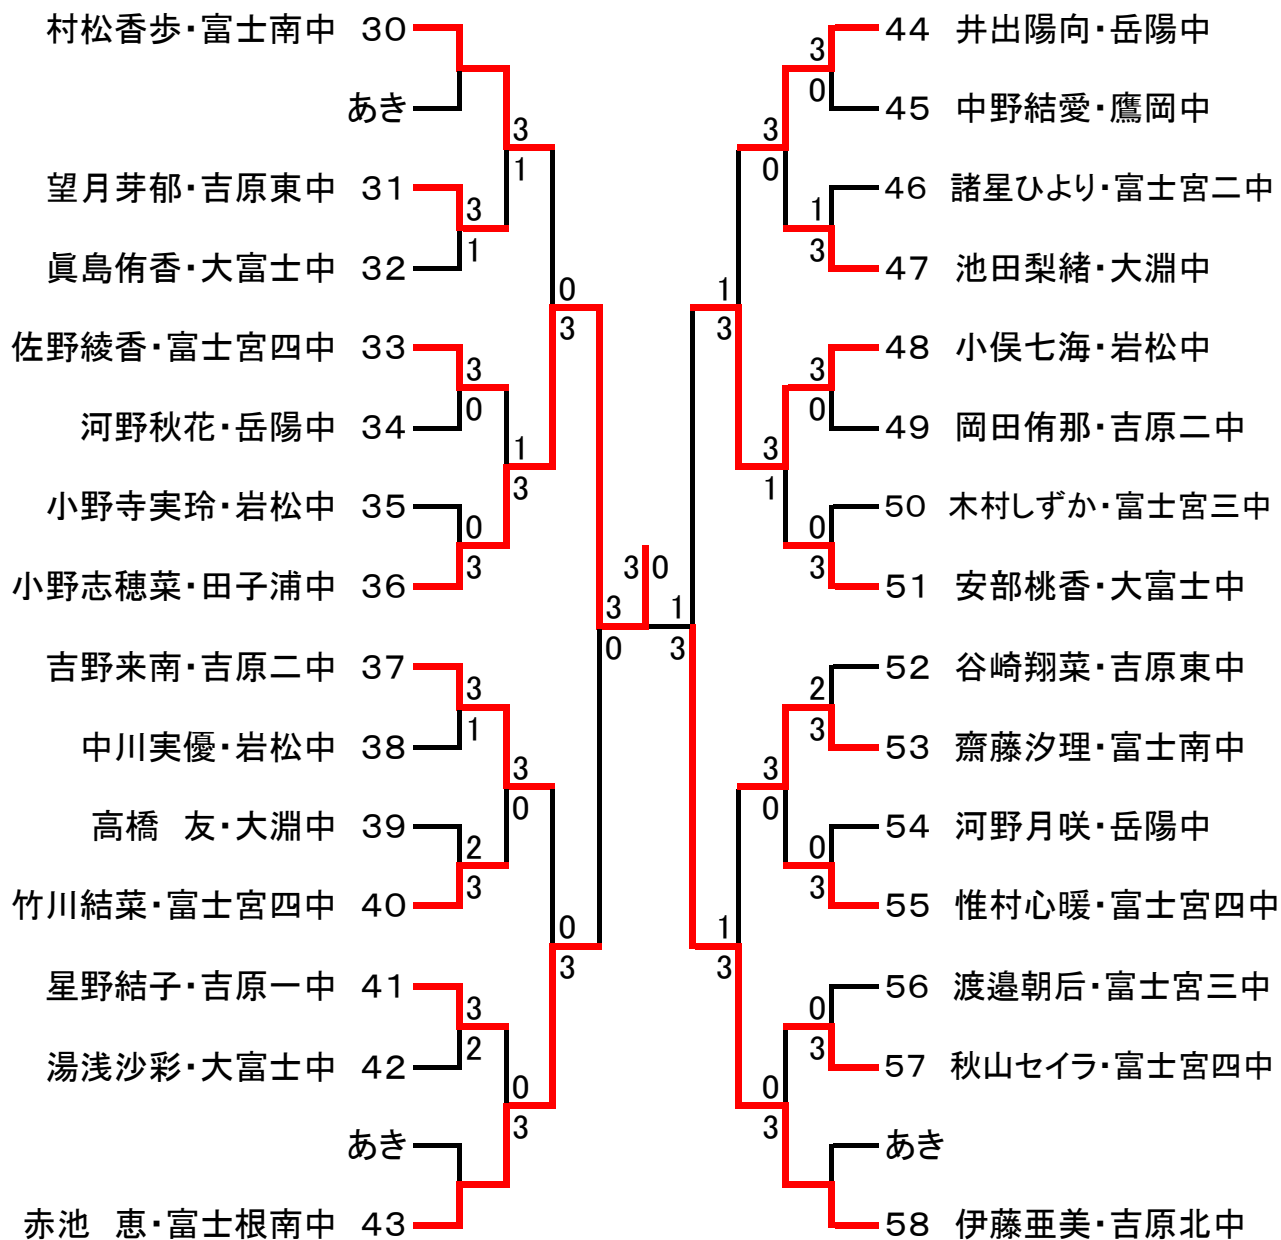 村松香歩・富士南中 30
あき
3
1
望月芽郁・吉原東中 31
3
1
眞島侑香・大富士中 32
0
3
佐野綾香・富士宮四中 33
3
0
河野秋花・岳陽中 34
1
3
小野寺実玲・岩松中 35
0
3
小野志穂菜・田子浦中 36
3
0
吉野来南・吉原二中 37
3
1
中川実優・岩松中 38
3
0
高橋 友・大淵中 39
2
3
竹川結菜・富士宮四中 40
0
3
星野結子・吉原一中 41
3
2
湯浅沙彩・大富士中 42
0
3
あき
赤池 恵・富士根南中 43
3 0
44 井出陽向・岳陽中
3
0
45 中野結愛・鷹岡中
3
0
46 諸星ひより・富士宮二中
1
3
47 池田梨緒・大淵中
1
3
48 小俣七海・岩松中
3
0
49 岡田侑那・吉原二中
3
1
50 木村しずか・富士宮三中
0
3
51 安部桃香・大富士中
1
3
52 谷崎翔菜・吉原東中
2
3
53 齋藤汐理・富士南中
3
0
54 河野月咲・岳陽中
0
3
55 惟村心暖・富士宮四中
1
3
56 渡邉朝后・富士宮三中
0
3
57 秋山セイラ・富士宮四中
0
3
あき
58 伊藤亜美・吉原北中